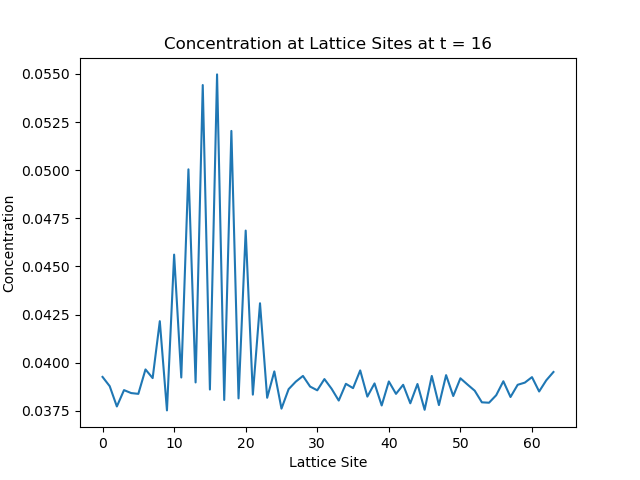 Concentration at Lattice Sites at t = 16
0.0550
0.0525
0.0500
0.0475
0.0450
0.0425
0.0400
0.0375
Concentration
0 10 20 30 40 50 60
Lattice Site